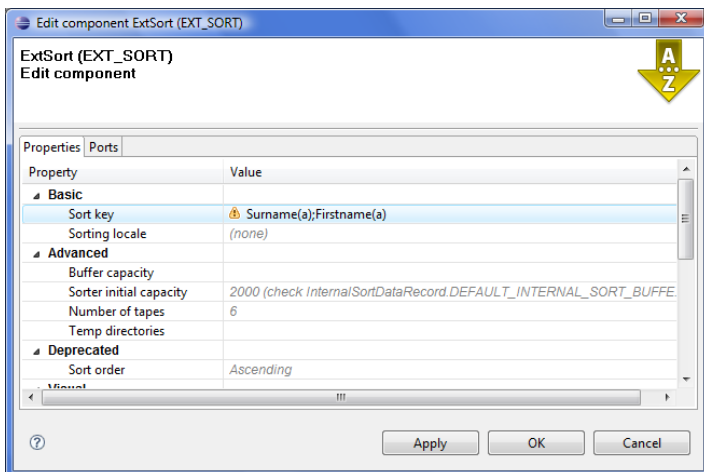 Edit component ExtSort (EXT_SORT)
ExtSort (EXT_SORT)
Edit component
A
...
Z
Properties Ports
Property Value
Basic
Sort key Surname(a);Firstname(a)
Sorting locale (none)
Advanced
Buffer capacity
Sorter initial capacity 2000 (check InternalSortDataRecord.DEFAULT_INTERNAL_SORT_BUFFE...
Number of tapes 6
Temp directories
Deprecated
Sort order Ascending
Visual
Apply OK Cancel